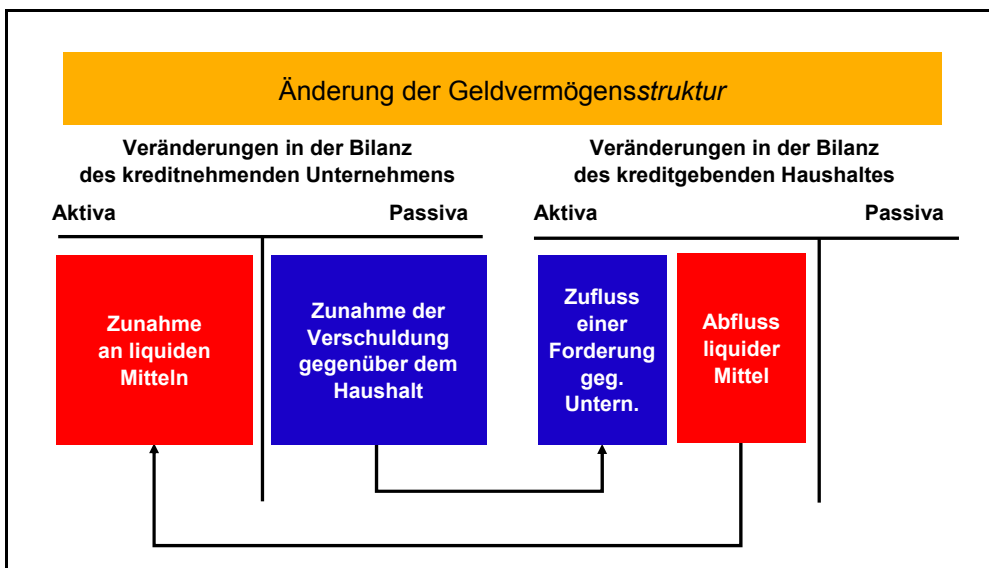 Änderung der Geldvermögensstruktur
Veränderungen in der Bilanz
des kreditnehmenden Unternehmens
Aktiva
Passiva
Zunahme
an liquiden
Mitteln
Zunahme der
Verschuldung
gegenüber dem
Haushalt
Veränderungen in der Bilanz
des kreditgebenden Haushaltes
Aktiva
Passiva
Zufluss
einer
Forderung
geg.
Untern.
Abfluss
liquider
Mittel